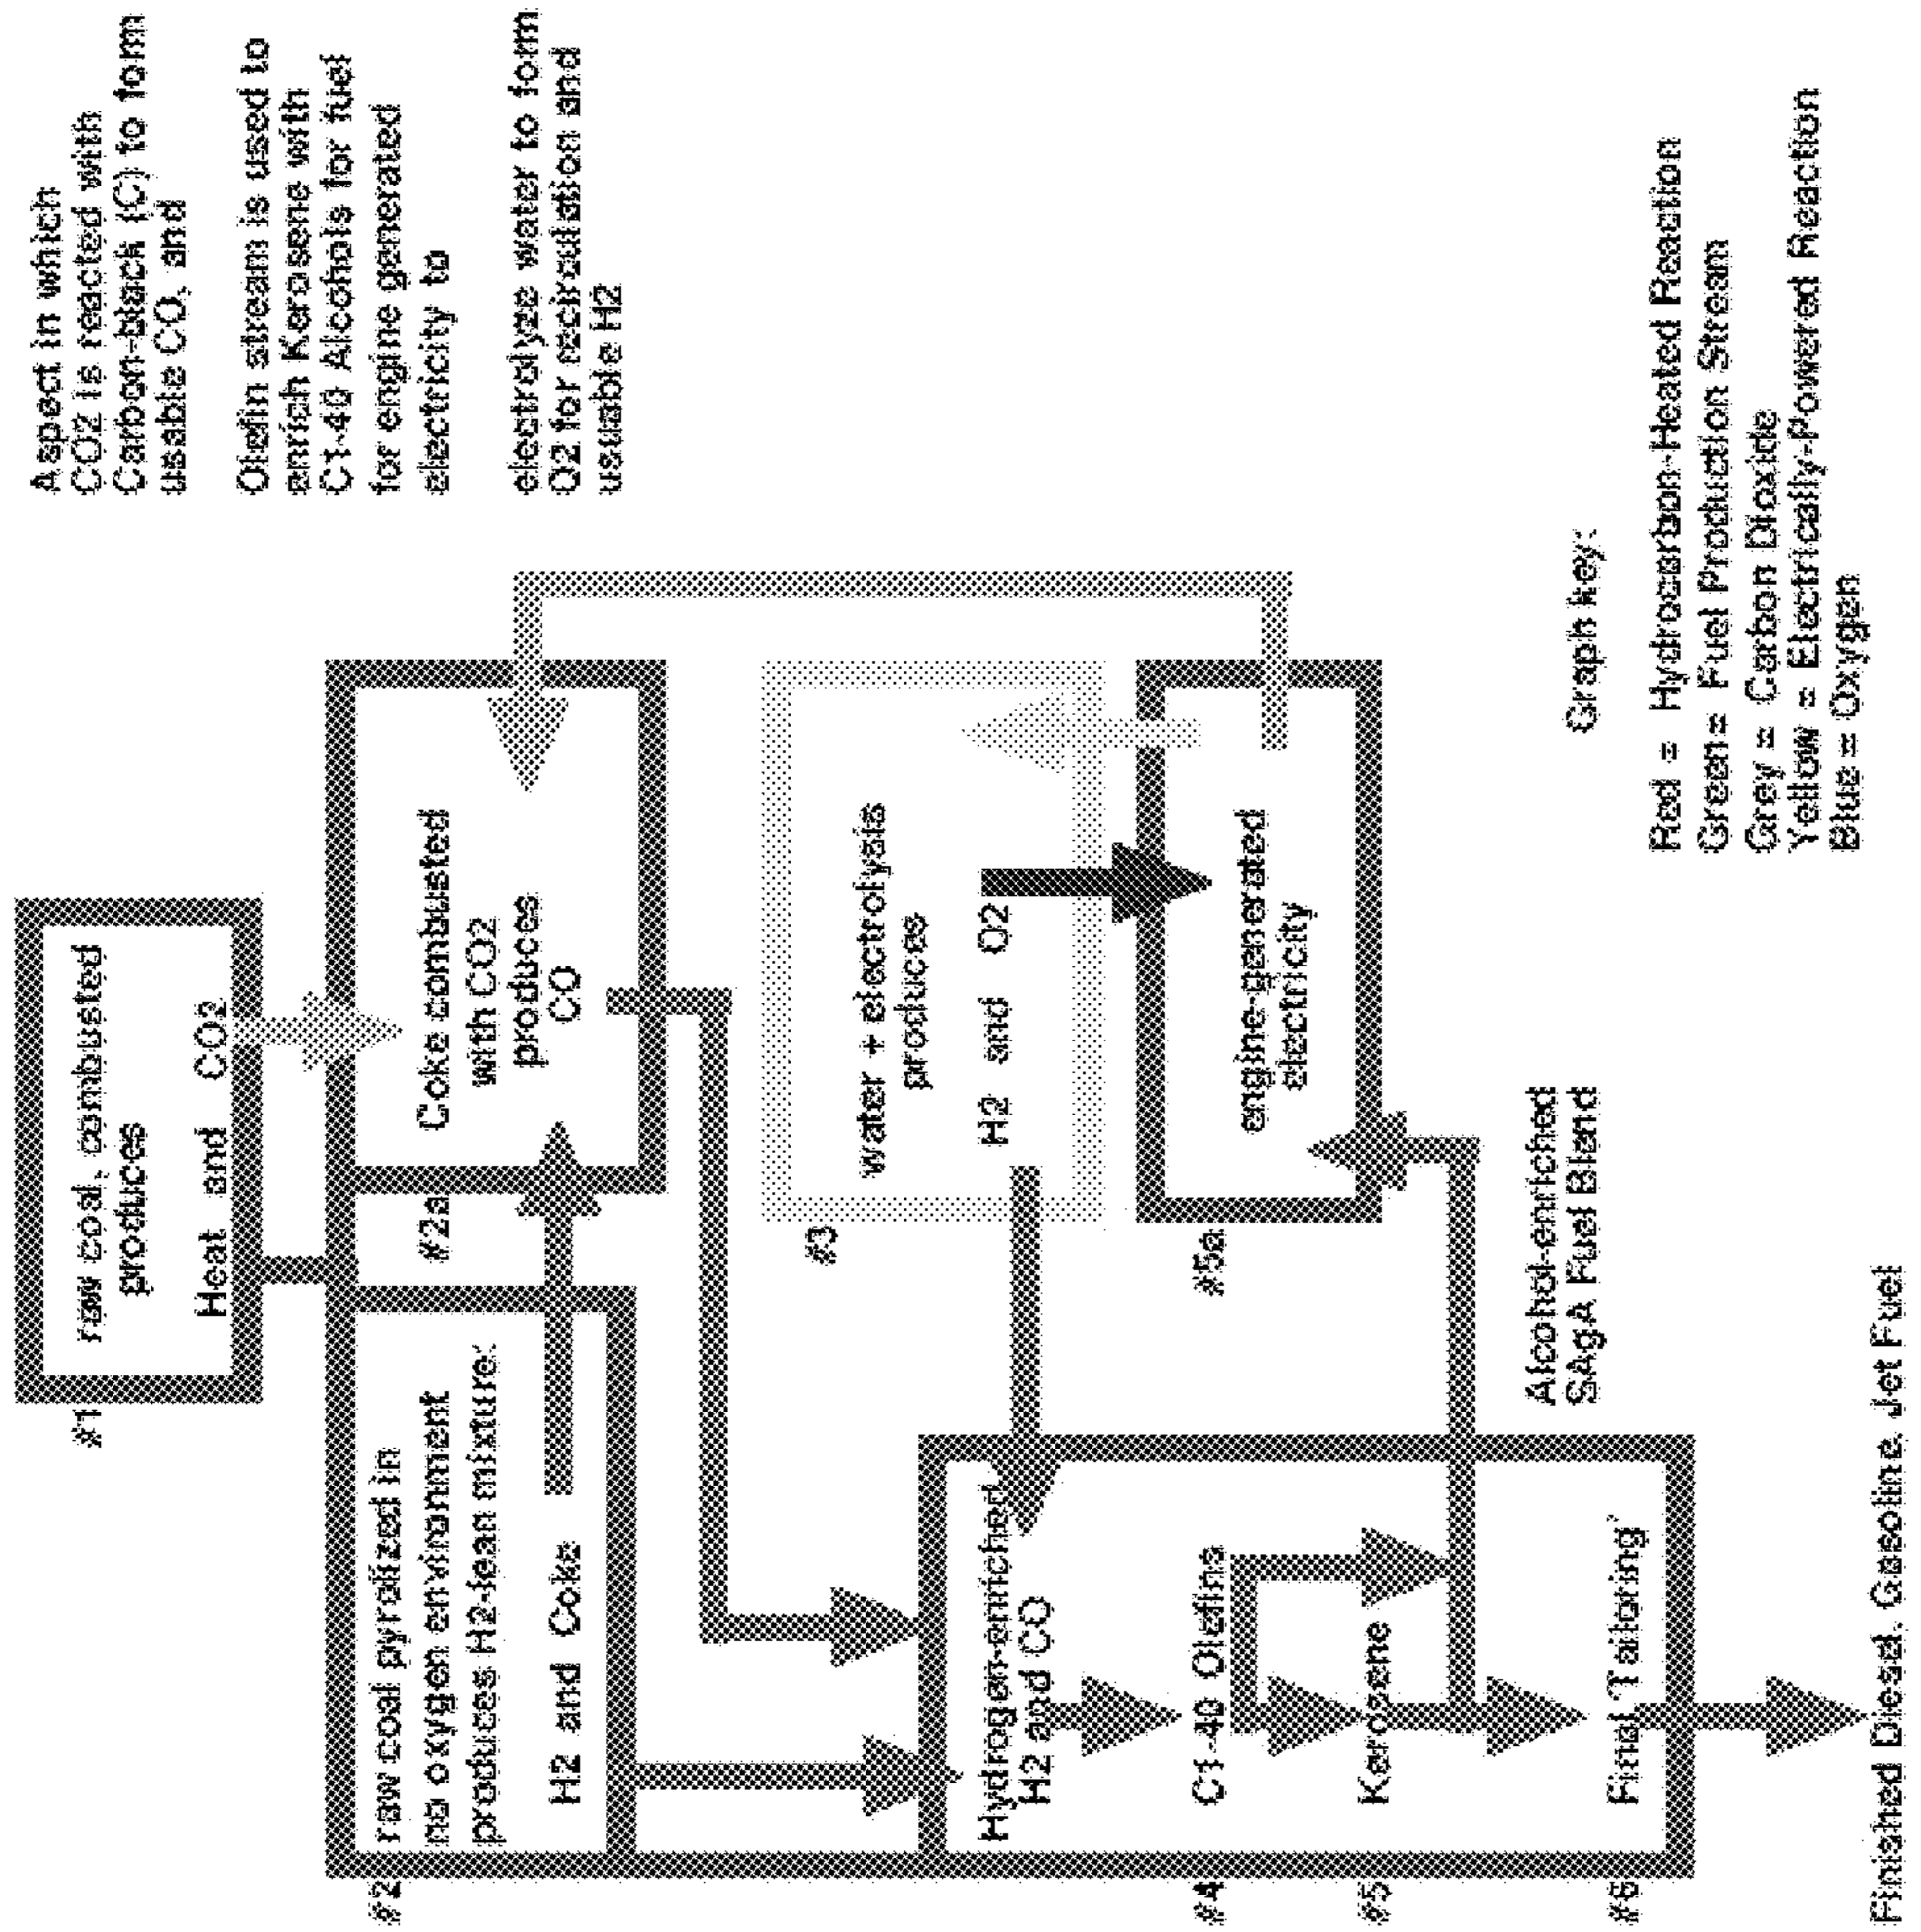 Aspect in which
CO2 is reacted with
Carbon-black (C) to form
usable CO, and
Olefin stream is used to
enrich Kerosene with
C1-40 Alcohols for fuel
for engine generated
electricity to
electrolyze water to form
O2 for recirculation and
usuable H2
#1 raw coal, combusted
produces
Heat and CO2
#2 raw coal pyrolized in
no oxygen environment
produces H2-lean mixture:
H2 and Coke
#2a Coke combusted
with CO2
produces
CO
#3 water + electrolysis
produces
H2 and O2
Hydrogen-enriched
H2 and CO
#4 C1-40 Olefins
#5 Kerosene
#5a engine-generated
electricity
Alcohol-enriched
SAgA Fuel Blend
#6 Final 'Tailoring'
Finished Diesel, Gasoline, Jet Fuel
Graph key:
Red = Hydrocarbon-Heated Reaction
Green= Fuel Production Stream
Grey = Carbon Dioxide
Yellow = Electrically-Powered Reaction
Blue = Oxygen